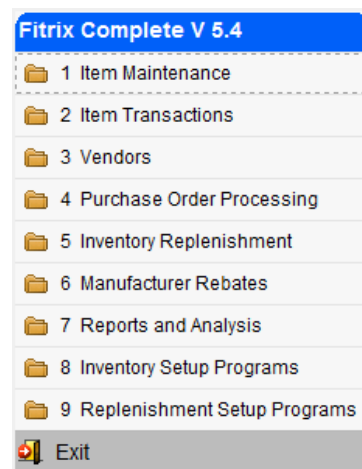 Fitrix Complete V 5.4
1 Item Maintenance
2 Item Transactions
3 Vendors
4 Purchase Order Processing
5 Inventory Replenishment
6 Manufacturer Rebates
7 Reports and Analysis
8 Inventory Setup Programs
9 Replenishment Setup Programs
Exit